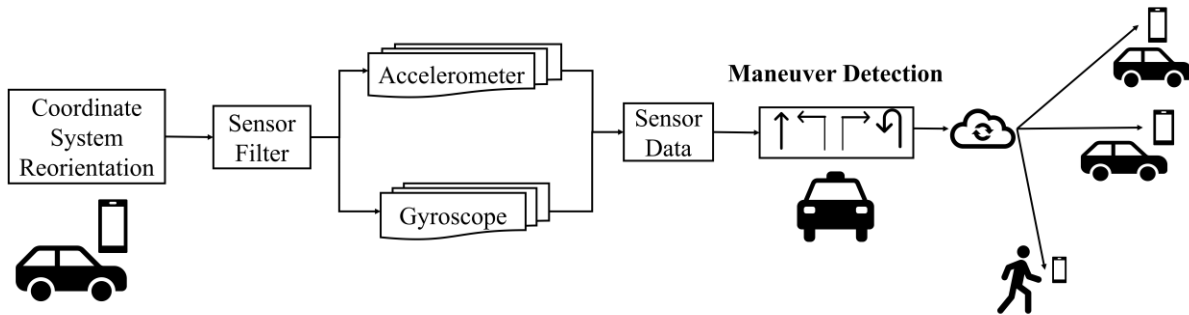 Coordinate
System
Reorientation
Sensor
Filter
Accelerometer
Gyroscope
Sensor
Data
Maneuver Detection